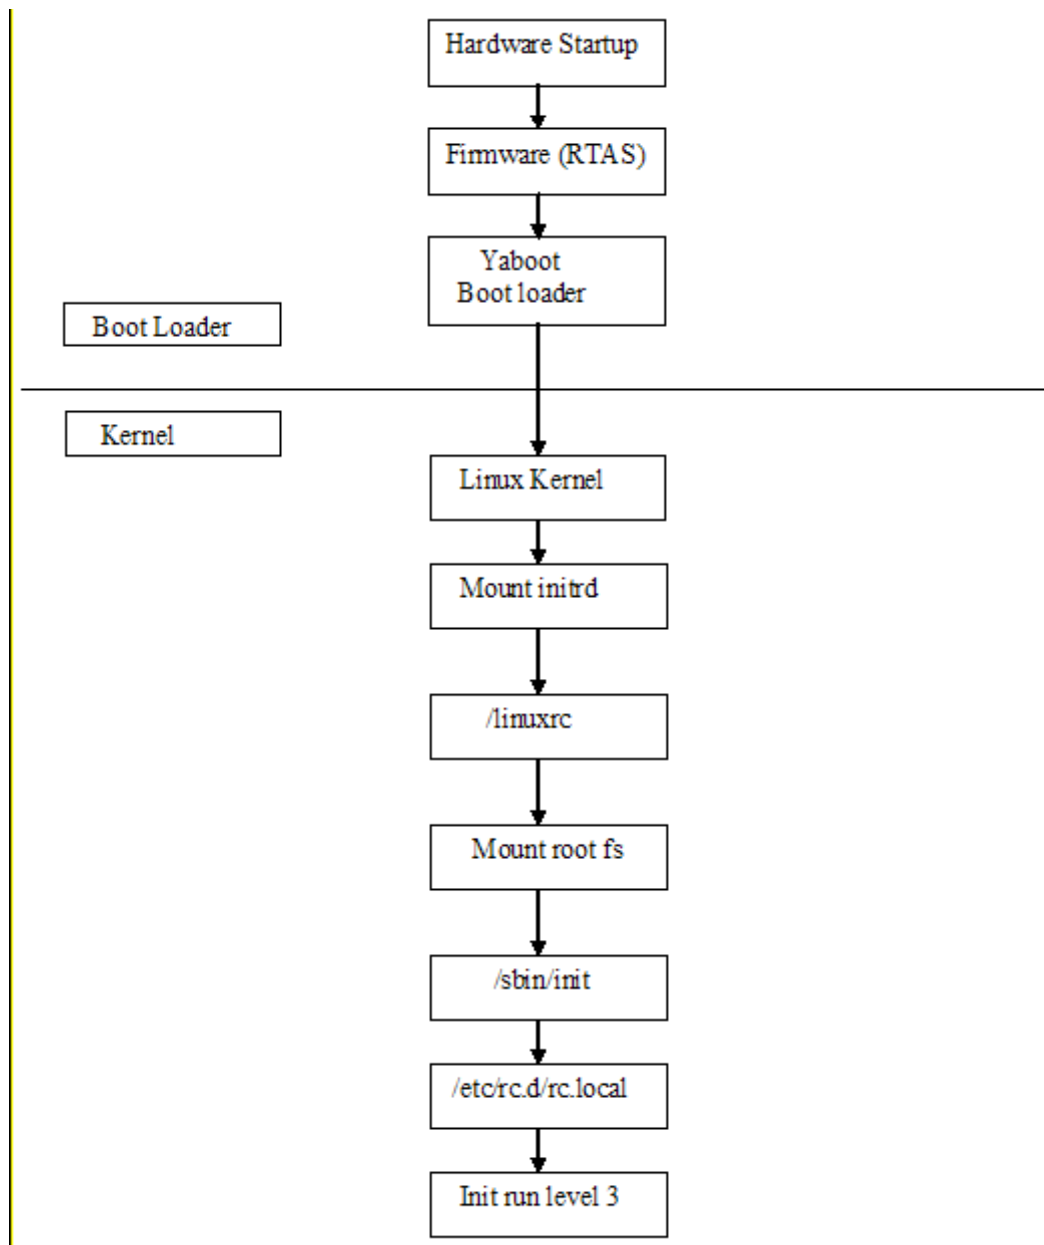 Hardware Startup
Firmware (RTAS)
Yaboot
Boot loader
Boot Loader
Kernel
Linux Kernel
Mount initrd
/linuxrc
Mount root fs
/sbin/init
/etc/rc.d/rc.local
Init run level 3